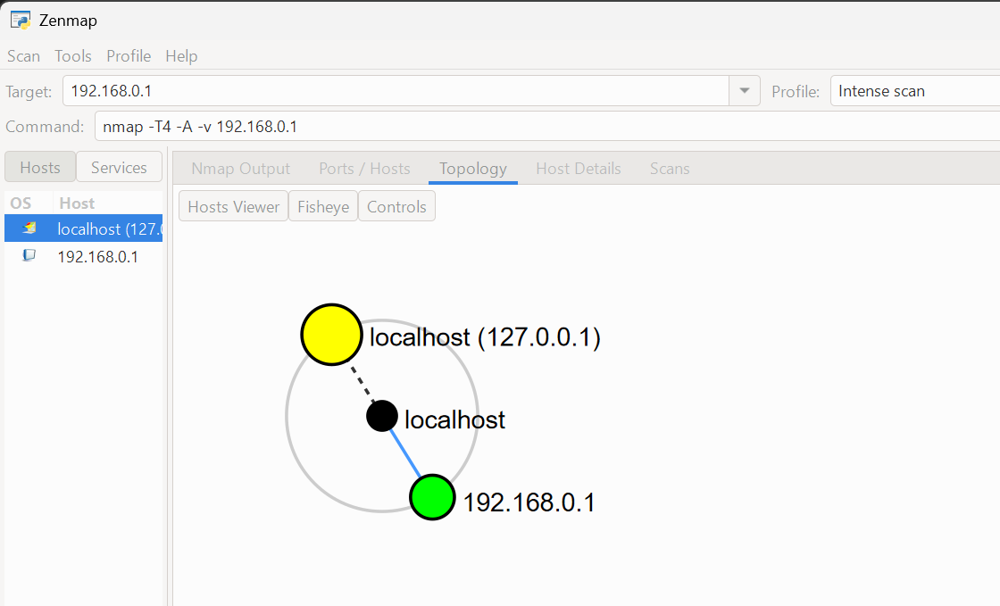 Zenmap
Scan Tools Profile Help
Target: 192.168.0.1 Profile: Intense scan
Command: nmap -T4 -A -v 192.168.0.1
Hosts Services
Nmap Output Ports / Hosts Topology Host Details Scans
OS Host
Hosts Viewer Fisheye Controls
localhost (127.0
192.168.0.1
localhost (127.0.0.1)
localhost
192.168.0.1